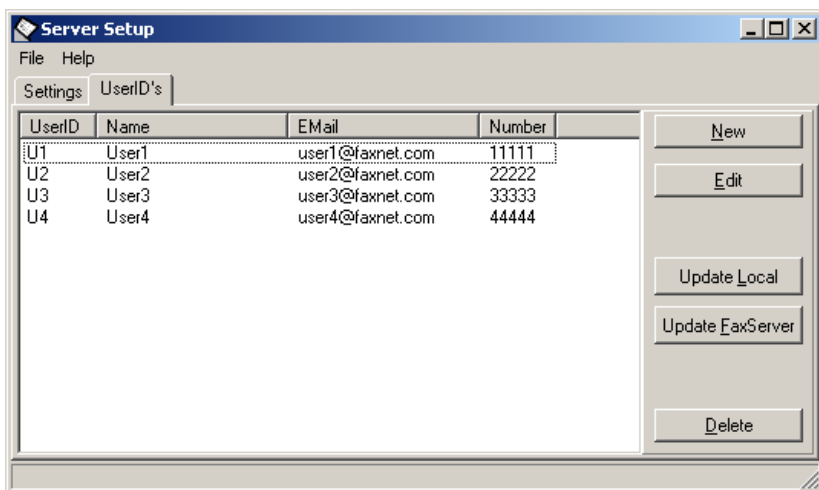 Server Setup
File Help
Settings UserID's
UserID Name EMail Number
U1 User1 user1@faxnet.com 11111
U2 User2 user2@faxnet.com 22222
U3 User3 user3@faxnet.com 33333
U4 User4 user4@faxnet.com 44444
New
Edit
Update Local
Update FaxServer
Delete